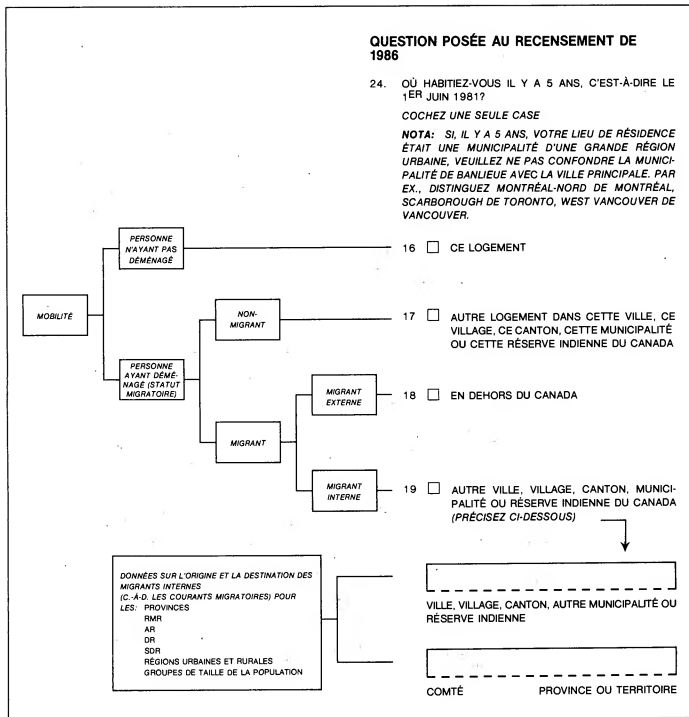 QUESTION POSÉE AU RECENSEMENT DE
1986
24. OÙ HABITIEZ-VOUS IL Y A 5 ANS, C'EST-À-DIRE LE
1ER JUIN 1981?
COCHEZ UNE SEULE CASE
NOTA: SI, IL Y A 5 ANS, VOTRE LIEU DE RÉSIDENCE
ÉTAIT UNE MUNICIPALITÉ D'UNE GRANDE RÉGION
URBAINE, VEUILLEZ NE PAS CONFONDRE LA MUNICI-
PALITÉ DE BANLIEUE AVEC LA VILLE PRINCIPALE. PAR
EX., DISTINGUEZ MONTRÉAL-NORD DE MONTRÉAL,
SCARBOROUGH DE TORONTO, WEST VANCOUVER DE
VANCOUVER.
PERSONNE
N'AYANT PAS
DÉMÉNAGÉ
16 CE LOGEMENT
MOBILITÉ
NON-
MIGRANT
17 AUTRE LOGEMENT DANS CETTE VILLE, CE
VILLAGE, CE CANTON, CETTE MUNICIPALITÉ
OU CETTE RÉSERVE INDIENNE DU CANADA
PERSONNE
AYANT DÉMÉ-
NAGÉ (STATUT
MIGRATOIRE)
MIGRANT
EXTERNE
18 EN DEHORS DU CANADA
MIGRANT
MIGRANT
INTERNE
19 AUTRE VILLE, VILLAGE, CANTON, MUNICI-
PALITÉ OU RÉSERVE INDIENNE DU CANADA
(PRÉCISEZ CI-DESSOUS)
DONNÉES SUR L'ORIGINE ET LA DESTINATION DES
MIGRANTS INTERNES
(C.-À-D. LES COURANTS MIGRATOIRES) POUR
LES: PROVINCES
RMR
AR
DR
SDR
RÉGIONS URBAINES ET RURALES
GROUPES DE TAILLE DE LA POPULATION
VILLE, VILLAGE, CANTON, AUTRE MUNICIPALITÉ OU
RÉSERVE INDIENNE
COMTÉ PROVINCE OU TERRITOIRE